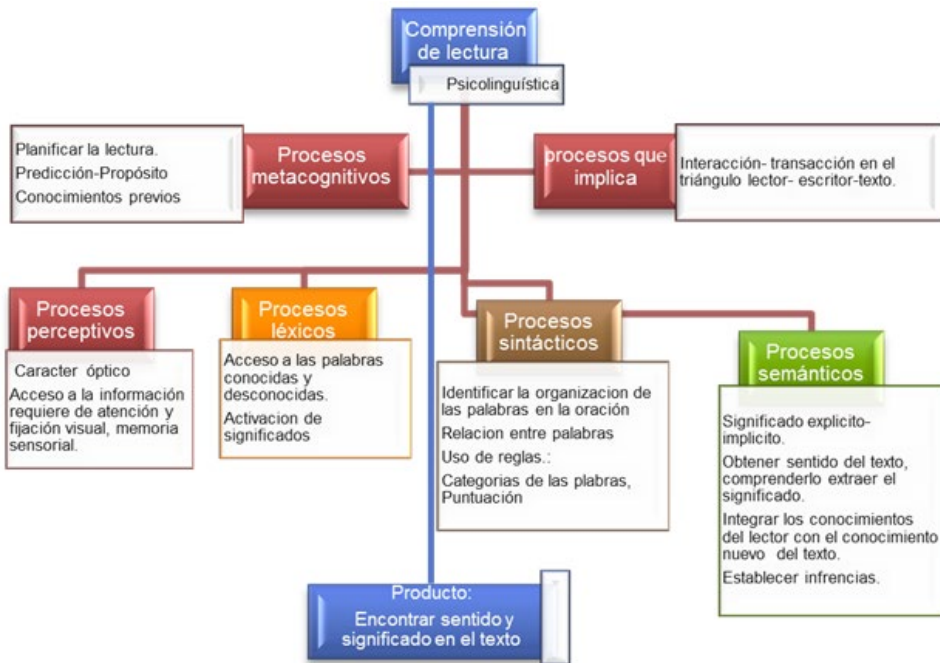 Comprensión
de lectura
Psicolinguística
Planificar la lectura.
Predicción-Propósito
Conocimientos previos
Procesos
metacognitivos
procesos que
implica
Interacción- transacción en el
triángulo lector- escritor-texto.
Procesos
perceptivos
Caracter óptico
Acceso a la información
requiere de atención y
fijación visual, memoria
sensorial.
Procesos
léxicos
Acceso a las palabras
conocidas y
desconocidas.
Activacion de
significados
Procesos
sintácticos
Identificar la organizacion de
las palabras en la oración
Relacion entre palabras
Uso de reglas.:
Categorias de las plabras,
Puntuación
Procesos
semánticos
Significado explicito-
implicito.
Obtener sentido del texto,
comprenderlo extraer el
significado.
Integrar los conocimientos
del lector con el conocimiento
nuevo del texto.
Establecer infrencias.
Producto:
Encontrar sentido y
significado en el texto